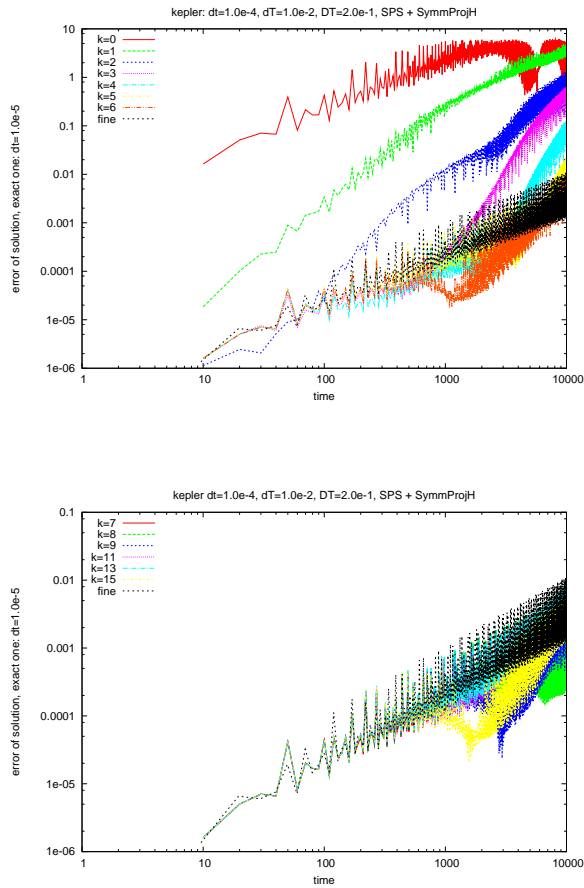 kepler: dt=1.0e-4, dT=1.0e-2, DT=2.0e-1, SPS + SymmProjH
10
5
1
0.1
0.01
0.001
0.0001
1e-05
1e-06
error of solution, exact one: dt=1.0e-5
k=0
k=1
k=2
k=3
k=4
k=5
k=6
fine
1
10
100
1000
10000
time
kepler dt=1.0e-4, dT=1.0e-2, DT=2.0e-1, SPS + SymmProjH
0.1
0.01
0.001
0.0001
1e-05
1e-06
error of solution, exact one: dt=1.0e-5
k=7
k=8
k=9
k=11
k=13
k=15
fine
1
10
100
1000
10000
time